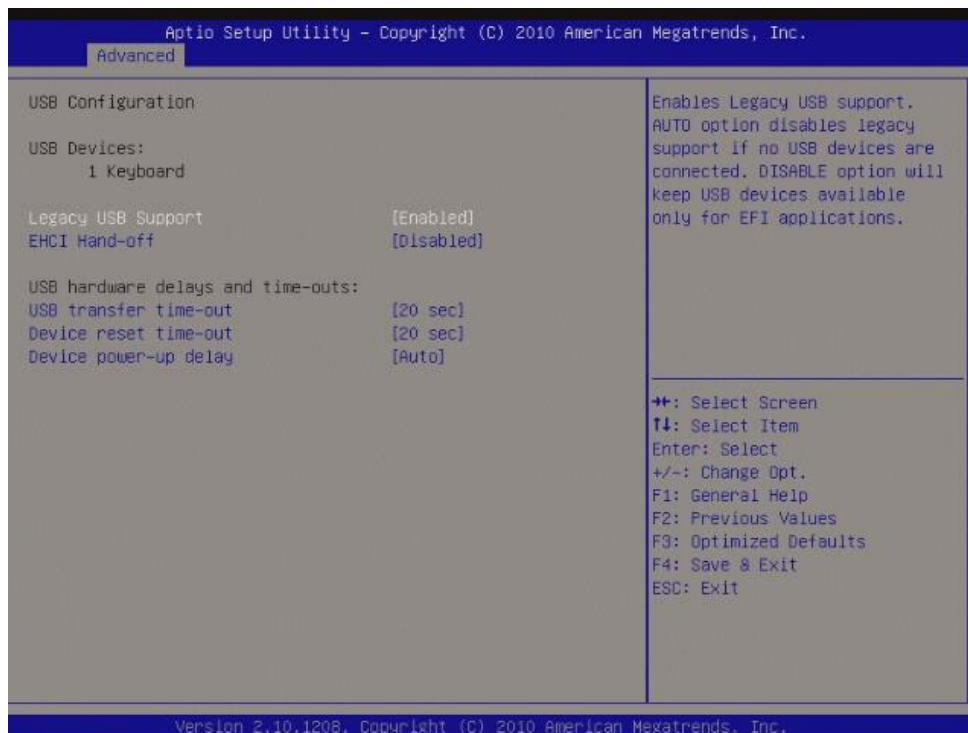 Aptio Setup Utility – Copyright (C) 2010 American Megatrends, Inc.
Advanced
USB Configuration
USB Devices:
1 Keyboard
Legacy USB Support [Enabled]
EHCI Hand-off [Disabled]
USB hardware delays and time-outs:
USB transfer time-out [20 sec]
Device reset time-out [20 sec]
Device power-up delay [Auto]
Enables Legacy USB support.
AUTO option disables legacy
support if no USB devices are
connected. DISABLE option will
keep USB devices available
only for EFI applications.
→←: Select Screen
↑↓: Select Item
Enter: Select
+/-: Change Opt.
F1: General Help
F2: Previous Values
F3: Optimized Defaults
F4: Save & Exit
ESC: Exit
Version 2.10.1208. Copyright (C) 2010 American Megatrends, Inc.